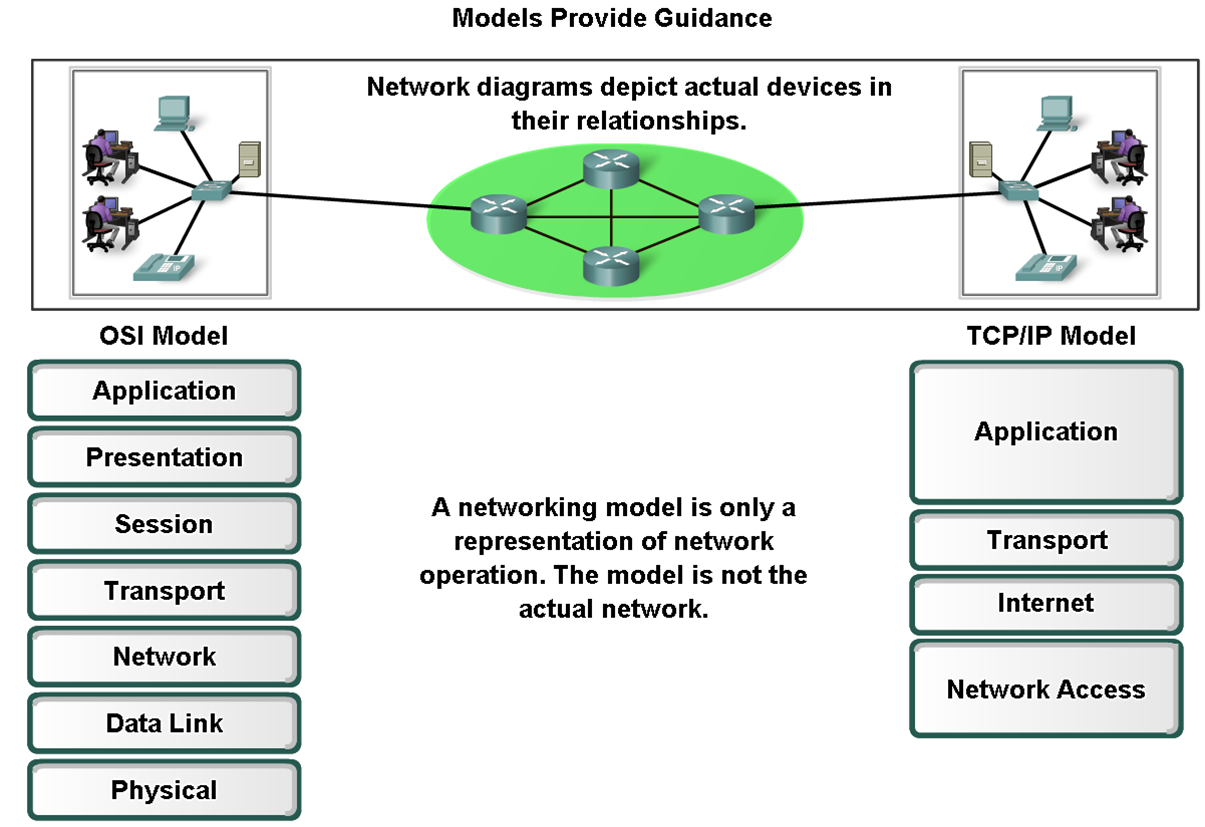 Models Provide Guidance
Network diagrams depict actual devices in
their relationships.
OSI Model
Application
Presentation
Session
Transport
Network
Data Link
Physical
A networking model is only a
representation of network
operation. The model is not the
actual network.
TCP/IP Model
Application
Transport
Internet
Network Access